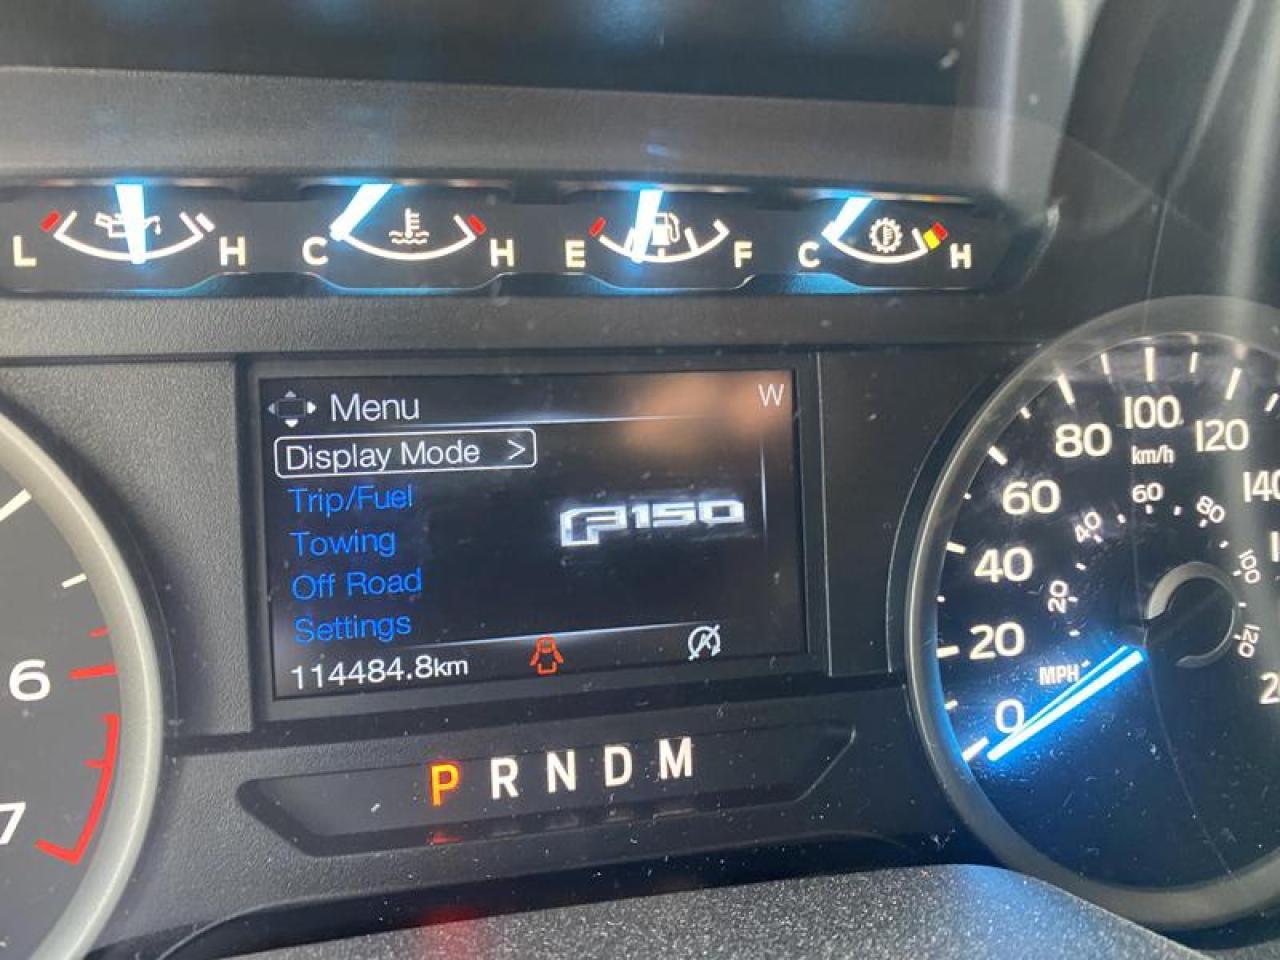 L H C H E F C H
Menu W
Display Mode >
Trip/Fuel
F150
Towing
Off Road
Settings
114484.8km
P R N D M
6
7
0 20 40 60 80 100 120 140
km/h
20 40 60 80 100 120
MPH